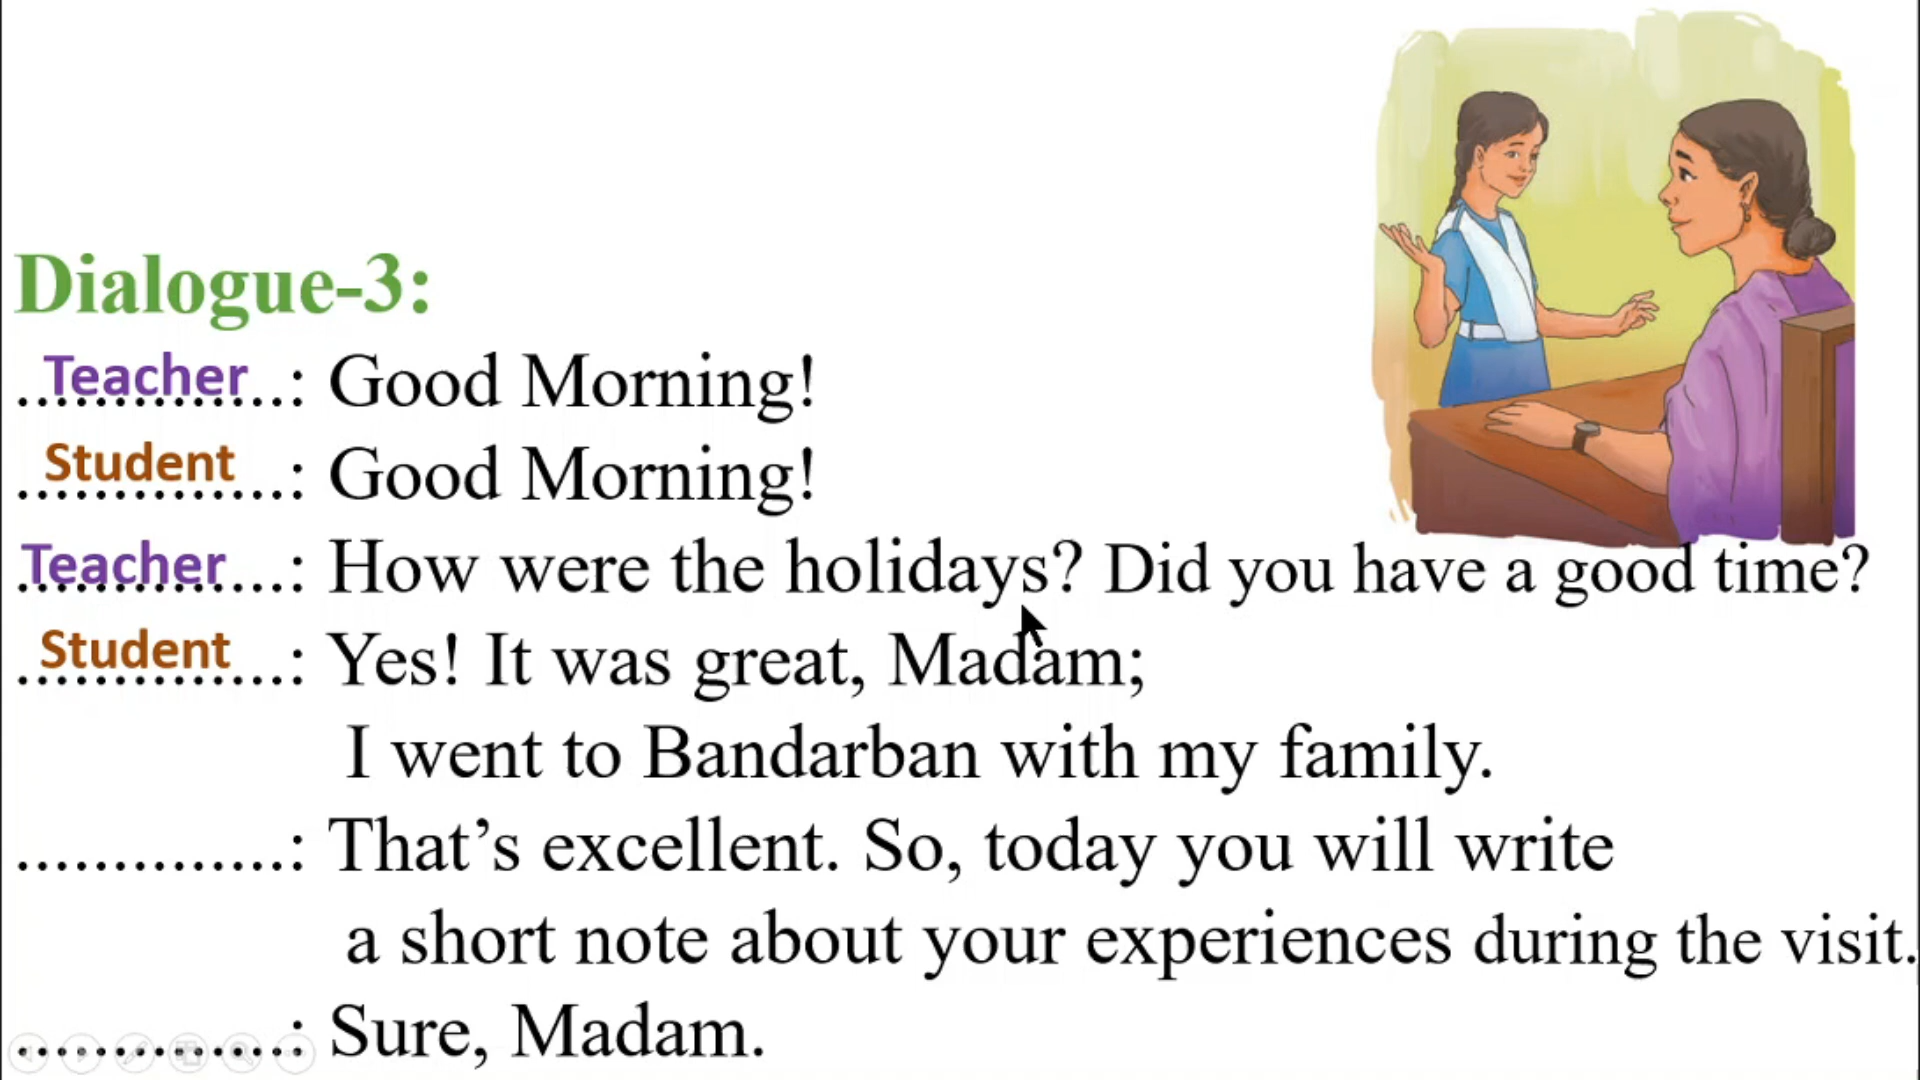 Dialogue-3:
Teacher..............: Good Morning!
Student..............: Good Morning!
Teacher..............: How were the holidays? Did you have a good time?
Student..............: Yes! It was great, Madam;
I went to Bandarban with my family.
..............: That’s excellent. So, today you will write
a short note about your experiences during the visit.
..............: Sure, Madam.